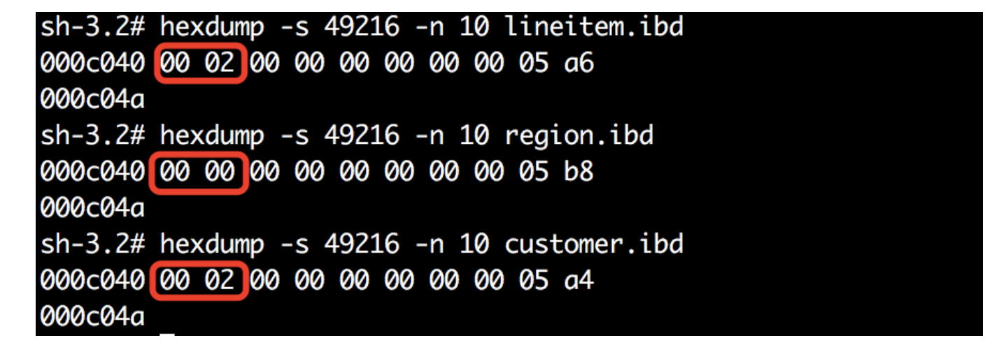 sh-3.2# hexdump -s 49216 -n 10 lineitem.ibd
000c040 00 02 00 00 00 00 00 00 05 a6
000c04a
sh-3.2# hexdump -s 49216 -n 10 region.ibd
000c040 00 00 00 00 00 00 00 00 05 b8
000c04a
sh-3.2# hexdump -s 49216 -n 10 customer.ibd
000c040 00 02 00 00 00 00 00 00 05 a4
000c04a